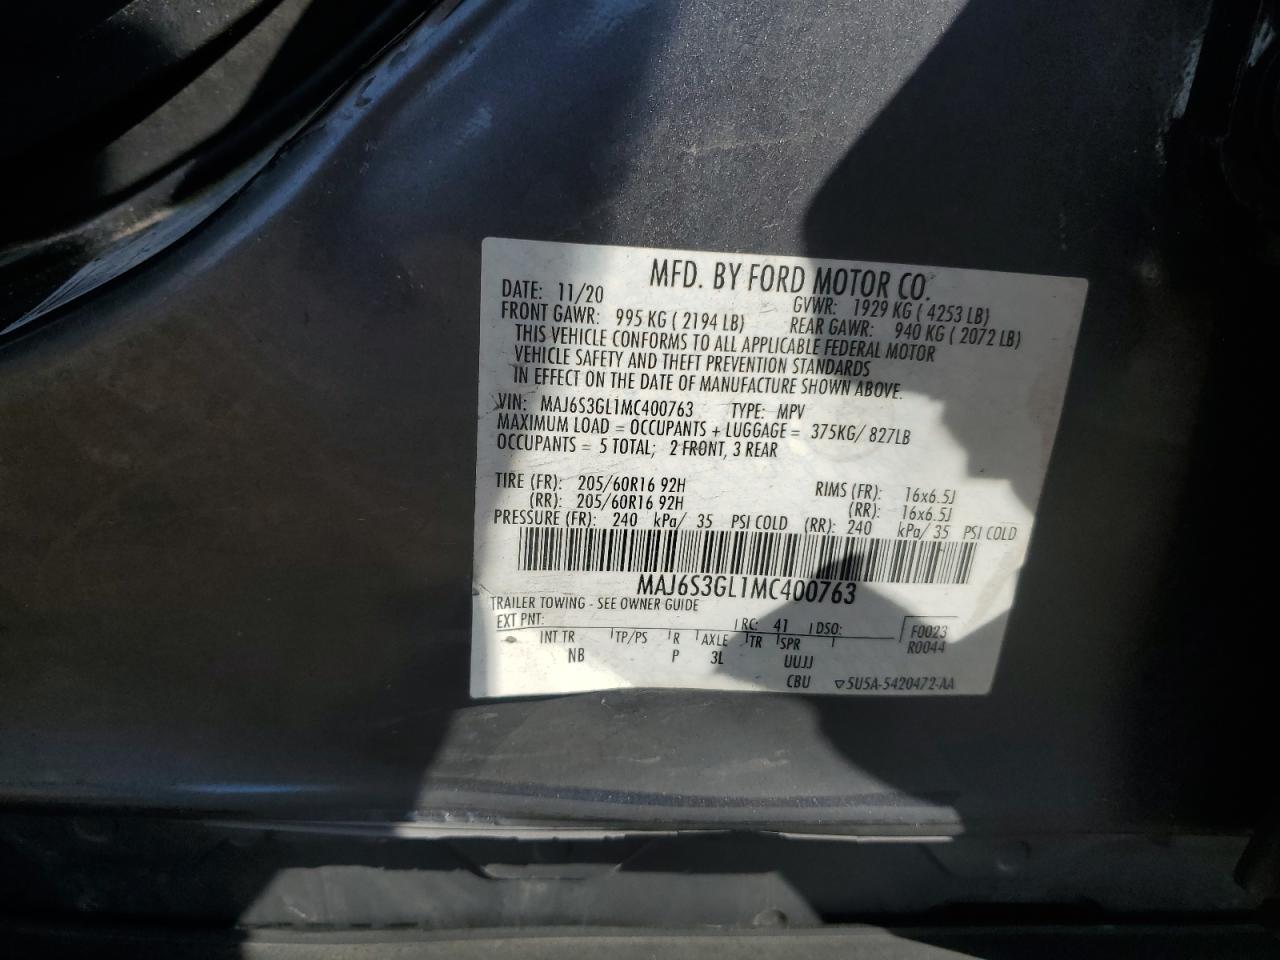 MFD. BY FORD MOTOR CO.
DATE: 11/20 GVWR: 1929 KG ( 4253 LB)
FRONT GAWR: 995 KG ( 2194 LB) REAR GAWR: 940 KG ( 2072 LB)
THIS VEHICLE CONFORMS TO ALL APPLICABLE FEDERAL MOTOR
VEHICLE SAFETY AND THEFT PREVENTION STANDARDS
IN EFFECT ON THE DATE OF MANUFACTURE SHOWN ABOVE.
VIN: MAJ6S3GL1MC400763 TYPE: MPV
MAXIMUM LOAD = OCCUPANTS + LUGGAGE = 375KG/ 827LB
OCCUPANTS = 5 TOTAL; 2 FRONT, 3 REAR
TIRE (FR): 205/60R16 92H RIMS (FR): 16x6.5J
(RR): 205/60R16 92H (RR): 16x6.5J
PRESSURE (FR): 240 kPa/ 35 PSI COLD (RR): 240 kPa/ 35 PSI COLD
MAJ6S3GL1MC400763
TRAILER TOWING - SEE OWNER GUIDE
EXT PNT: RC: 41 DSO: F0023
INT TR TP/PS R AXLE TR SPR R0044
NB P 3L UUJJ
CBU ▽5U5A-5420472-AA